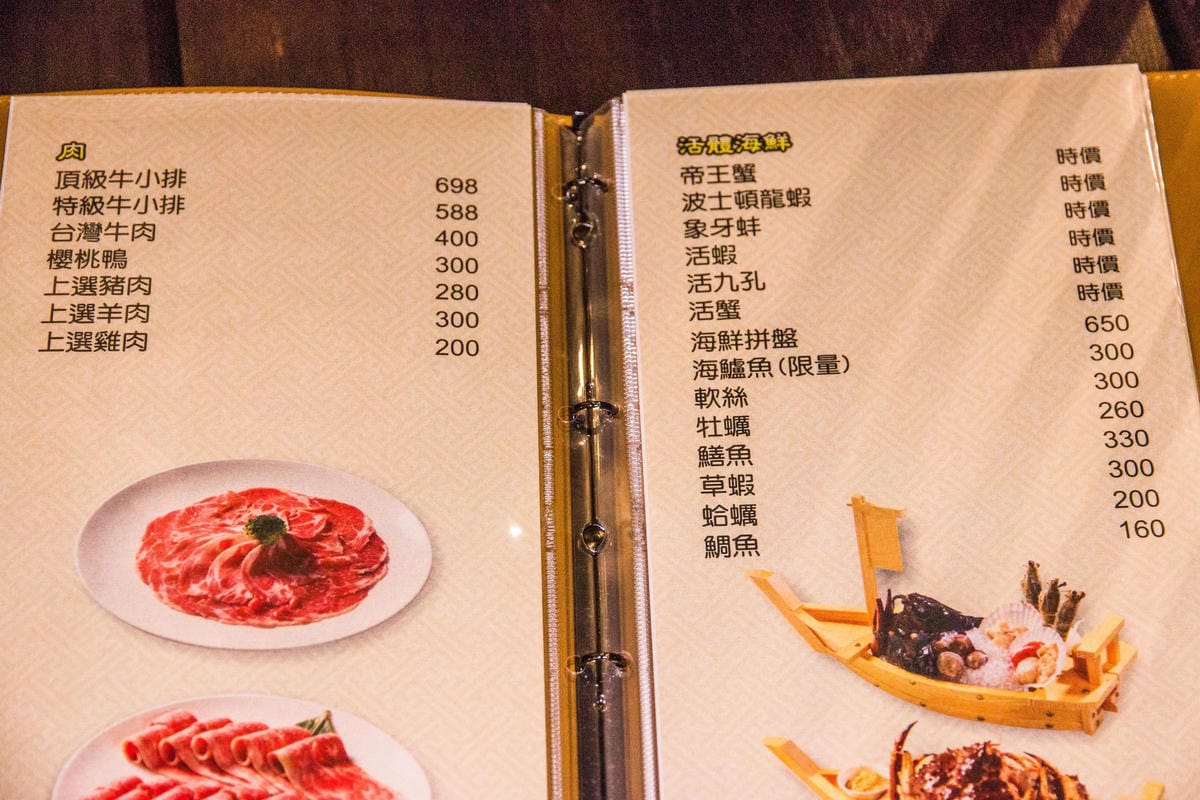 肉
頂級牛小排 698
特級牛小排 588
台灣牛肉 400
櫻桃鴨 300
上選豬肉 280
上選羊肉 300
上選雞肉 200
活體海鮮
帝王蟹 時價
波士頓龍蝦 時價
象牙蚌 時價
活蝦 時價
活九孔 時價
活蟹 時價
海鮮拼盤 650
海鱸魚(限量) 300
軟絲 300
牡蠣 260
鱔魚 330
草蝦 300
蛤蠣 200
鯛魚 160